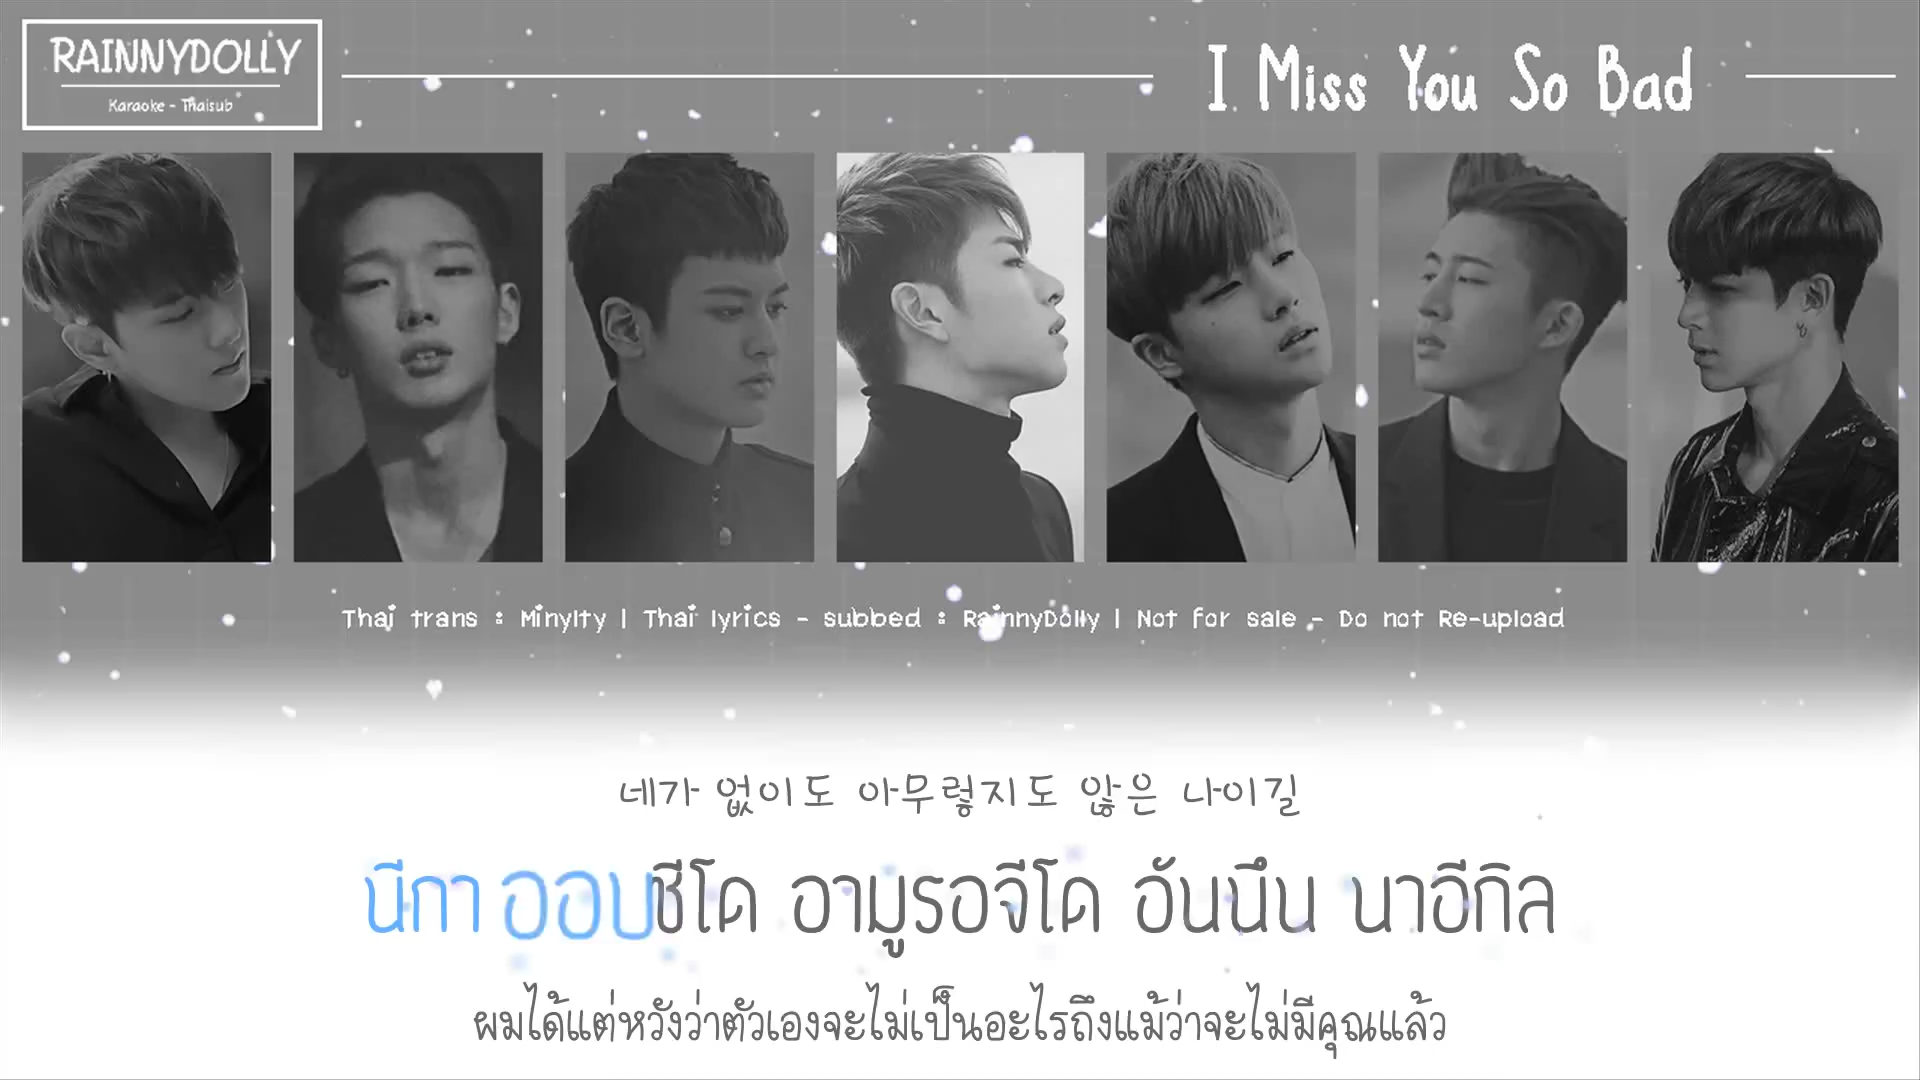 RAINNYDOLLY
Karaoke - Thaisub
I Miss You So Bad
Thai trans : Minylty | Thai lyrics - subbed : RainnyDolly | Not for sale - Do not Re-upload
네가 없이도 아무렇지도 않은 나이길
นีกา ออบชีโด อามูรอจีโด อันนึน นาอีกิล
ผมได้แต่หวังว่าตัวเองจะไม่เป็นอะไรถึงแม้ว่าจะไม่มีคุณแล้ว